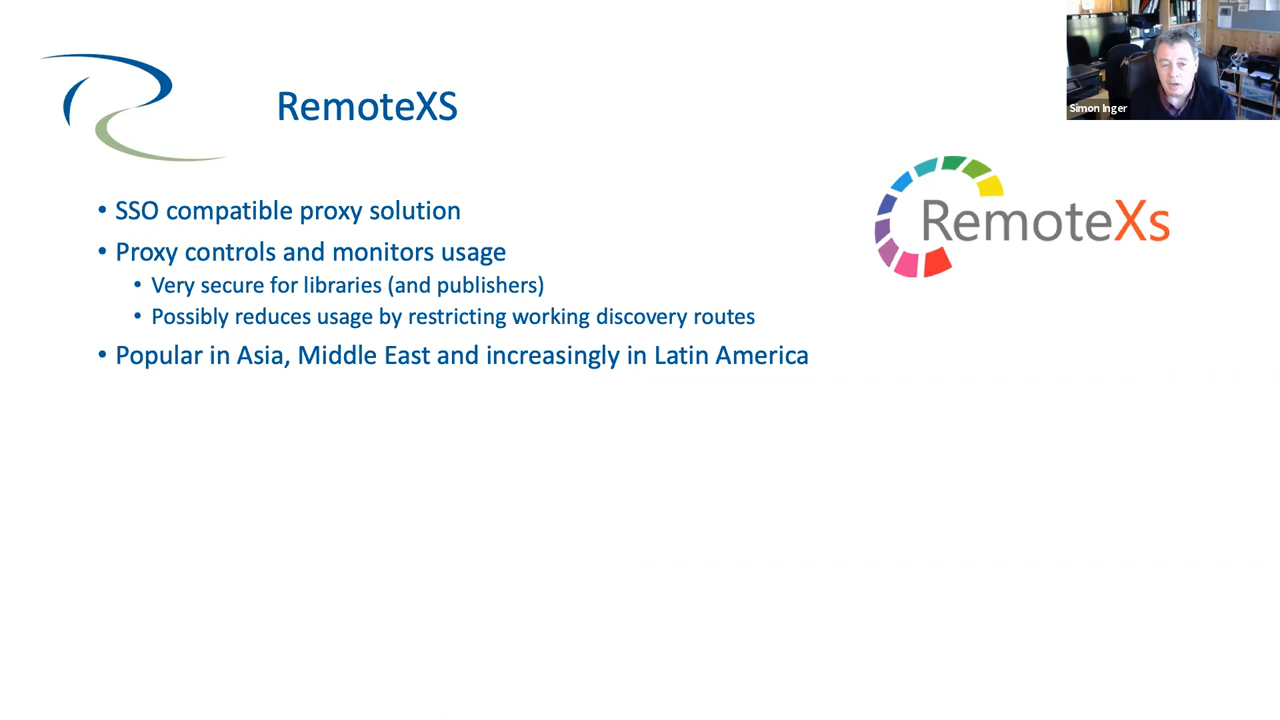 RemoteXS
Simon Inger
RemoteXs
• SSO compatible proxy solution
• Proxy controls and monitors usage
• Very secure for libraries (and publishers)
• Possibly reduces usage by restricting working discovery routes
• Popular in Asia, Middle East and increasingly in Latin America